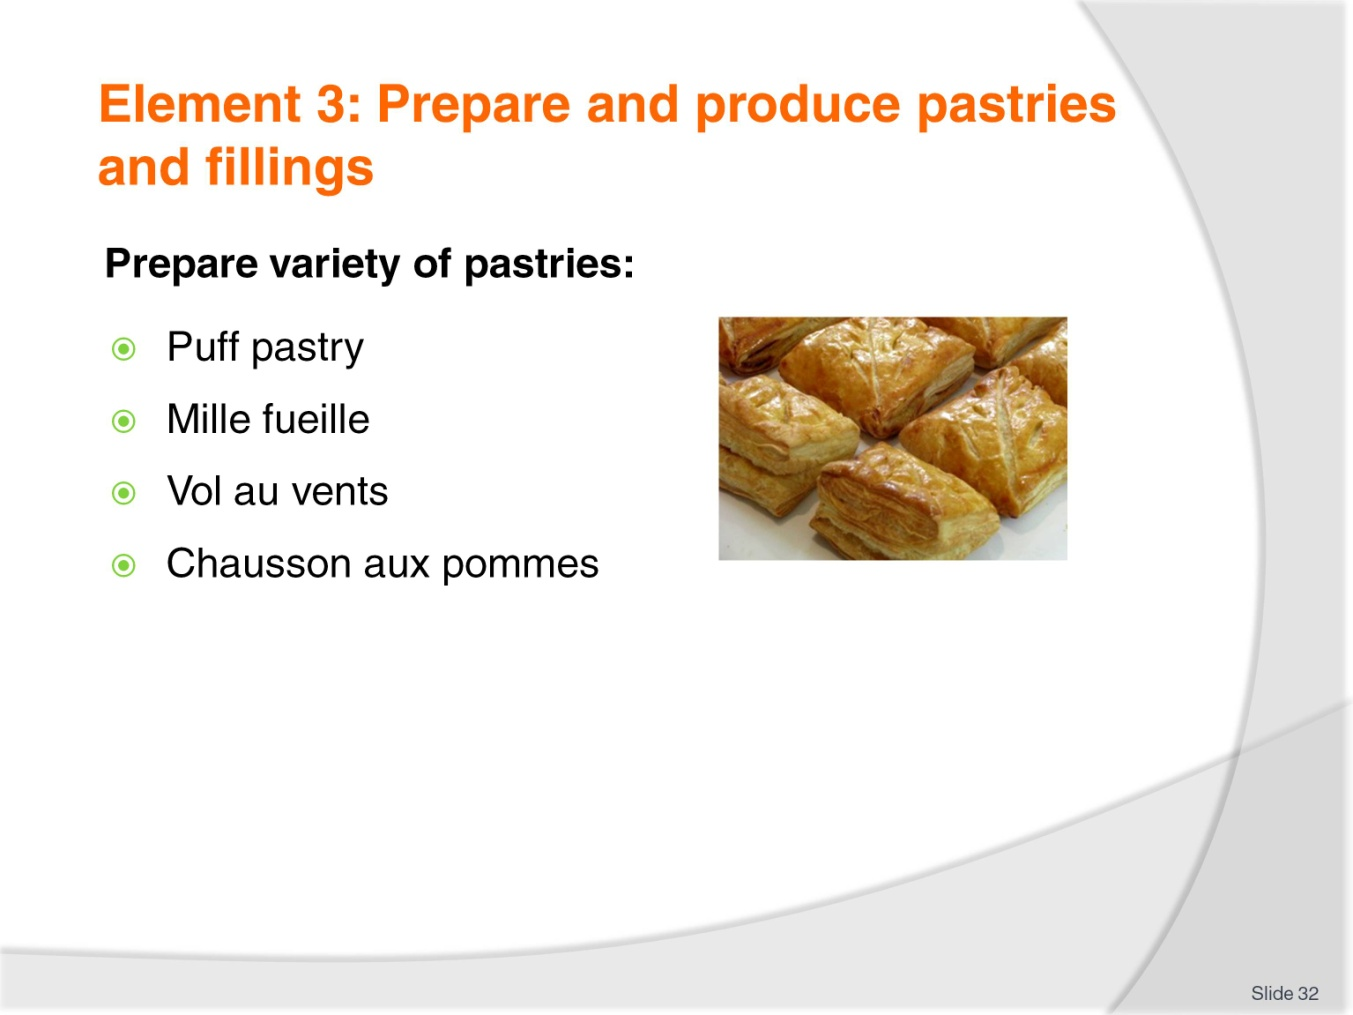 Element 3: Prepare and produce pastries
and fillings
Prepare variety of pastries:
Puff pastry
Mille fueille
Vol au vents
Chausson aux pommes
Slide 32